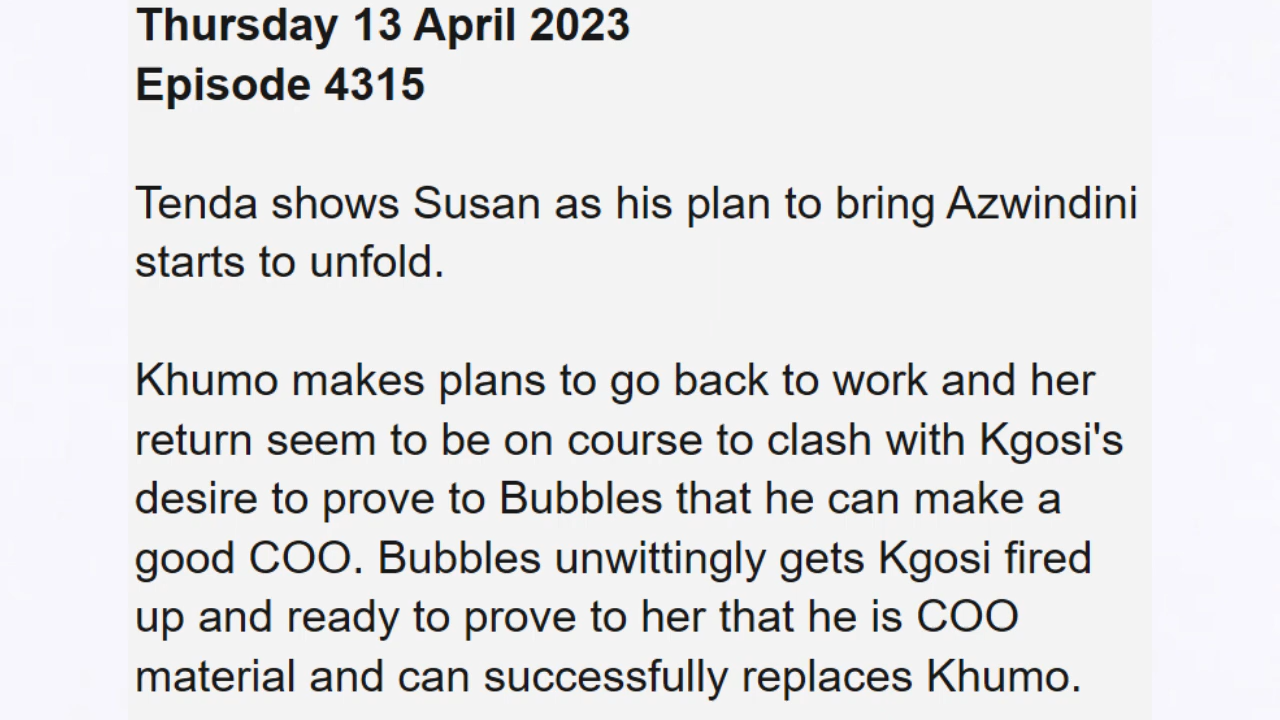 Thursday 13 April 2023
Episode 4315
Tenda shows Susan as his plan to bring Azwindini
starts to unfold.
Khumo makes plans to go back to work and her
return seem to be on course to clash with Kgosi's
desire to prove to Bubbles that he can make a
good COO. Bubbles unwittingly gets Kgosi fired
up and ready to prove to her that he is COO
material and can successfully replaces Khumo.